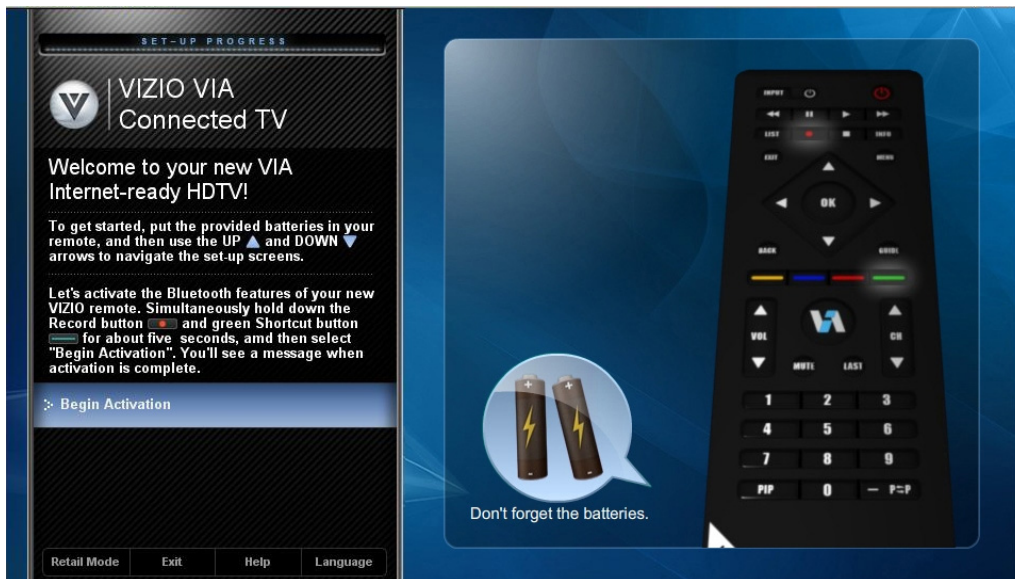 SET-UP PROGRESS
VIZIO VIA
Connected TV
Welcome to your new VIA
Internet-ready HDTV!
To get started, put the provided batteries in your
remote, and then use the UP and DOWN
arrows to navigate the set-up screens.
Let's activate the Bluetooth features of your new
VIZIO remote. Simultaneously hold down the
Record button and green Shortcut button
for about five seconds, amd then select
"Begin Activation". You'll see a message when
activation is complete.
Begin Activation
Retail Mode Exit Help Language
INPUT
LIST INFO
EXIT MENU
OK
BACK GUIDE
VOL CH
MUTE LAST
1 2 3
4 5 6
7 8 9
PIP 0 — P=P
Don't forget the batteries.